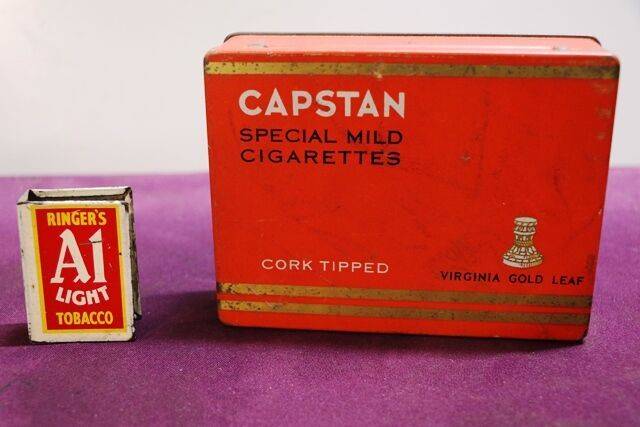 RINGER'S
A1
LIGHT
TOBACCO
CAPSTAN
SPECIAL MILD
CIGARETTES
CORK TIPPED
VIRGINIA GOLD LEAF